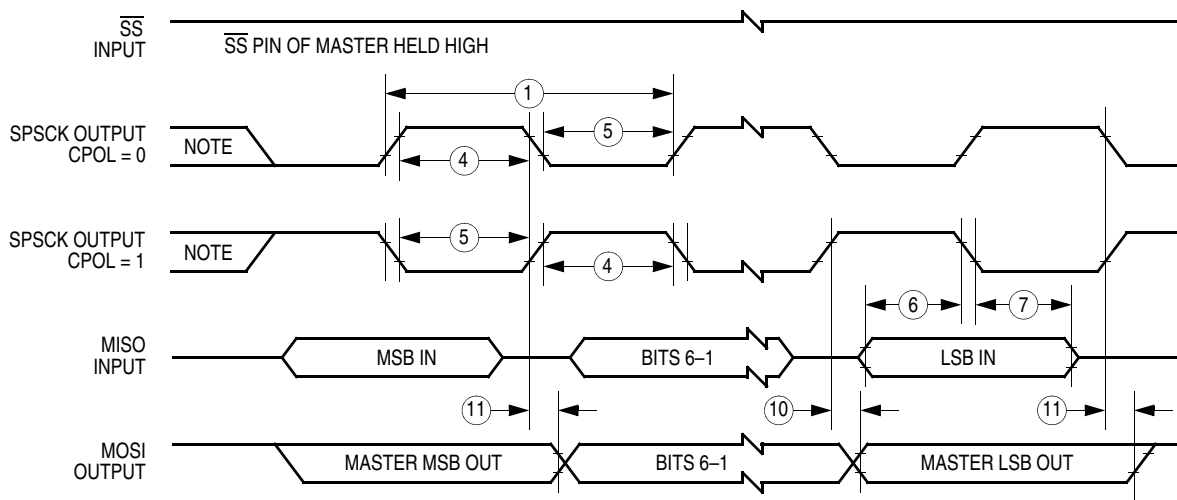 SS
INPUT
SS PIN OF MASTER HELD HIGH
1
SPSCK OUTPUT
CPOL = 0
NOTE
4
5
SPSCK OUTPUT
CPOL = 1
NOTE
5
4
6
7
MISO
INPUT
MSB IN
BITS 6–1
LSB IN
11
10
11
MOSI
OUTPUT
MASTER MSB OUT
BITS 6–1
MASTER LSB OUT